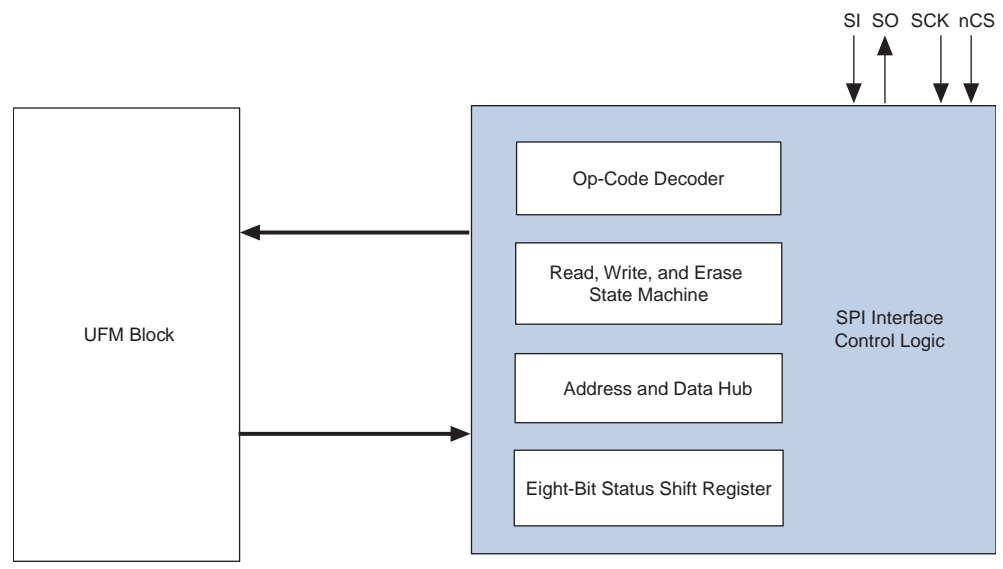 SI SO SCK nCS
Op-Code Decoder
Read, Write, and Erase
State Machine
UFM Block
SPI Interface
Control Logic
Address and Data Hub
Eight-Bit Status Shift Register